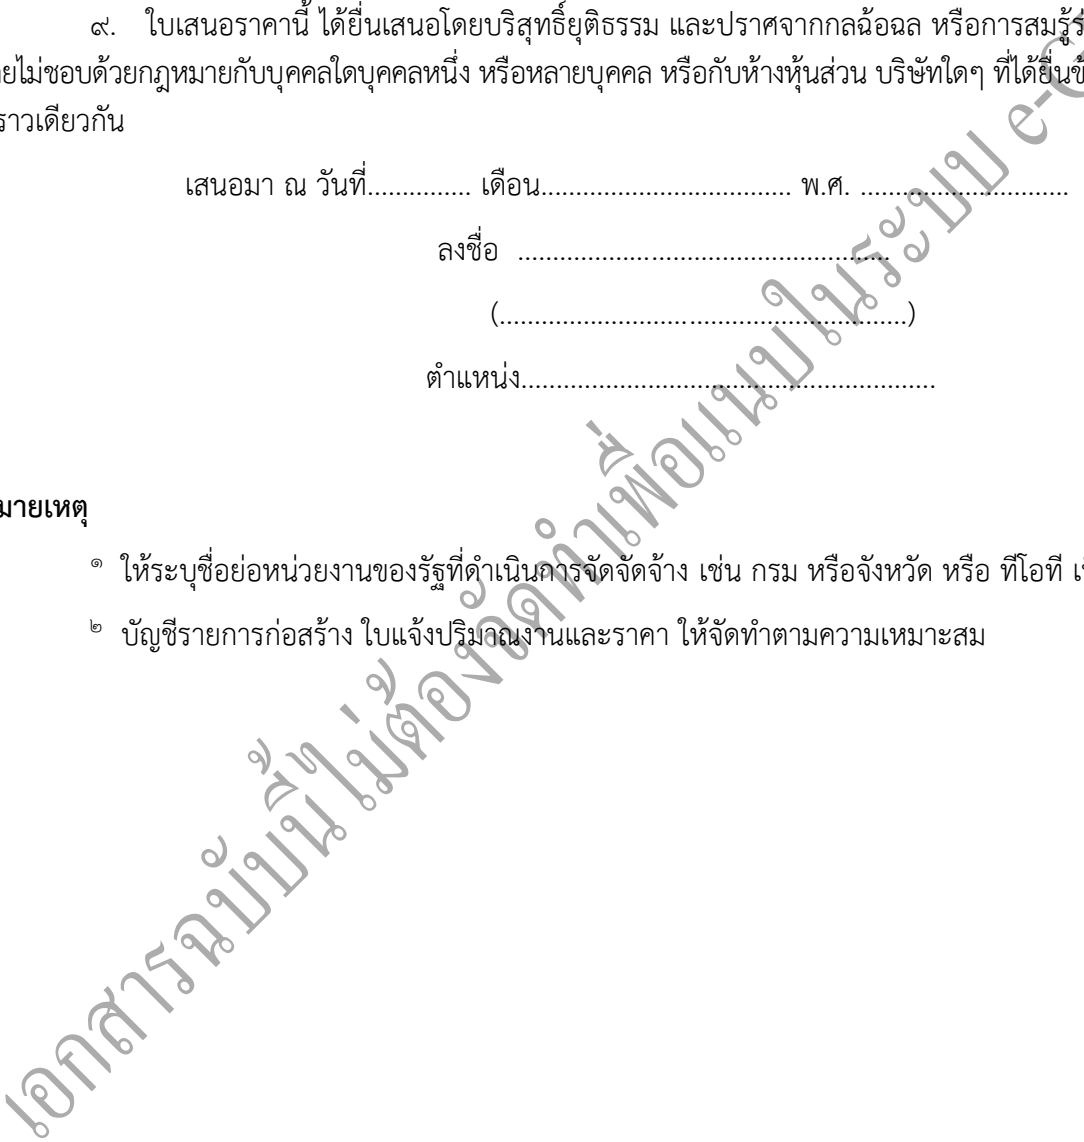 ๙. ใบเสนอราคานี้ ได้ยื่นเสนอโดยบริสุทธิ์ยุติธรรม และปราศจากกลฉ้อฉล หรือการสมรู้
ไม่ชอบด้วยกฎหมายกับบุคคลใดบุคคลหนึ่ง หรือหลายบุคคล หรือกับห้างหุ้นส่วน บริษัทใดๆ ที่ได้ยื่น
ราวเดียวกัน
เสนอมา ณ วันที่............... เดือน.................................... พ.ศ. ..............................
ลงชื่อ .....................................................
(...........................................................)
ตำแหน่ง...........................................................
มายเหตุ
๑ ให้ระบุชื่อย่อหน่วยงานของรัฐที่ดำเนินการจัดจัดจ้าง เช่น กรม หรือจังหวัด หรือ ทีโอที
๒ บัญชีรายการก่อสร้าง ใบแจ้งปริมาณงานและราคา ให้จัดทำตามความเหมาะสม
เอกสารฉบับนี้ไม่ต้องจัดทำเพื่อแนบในระบบ e-G